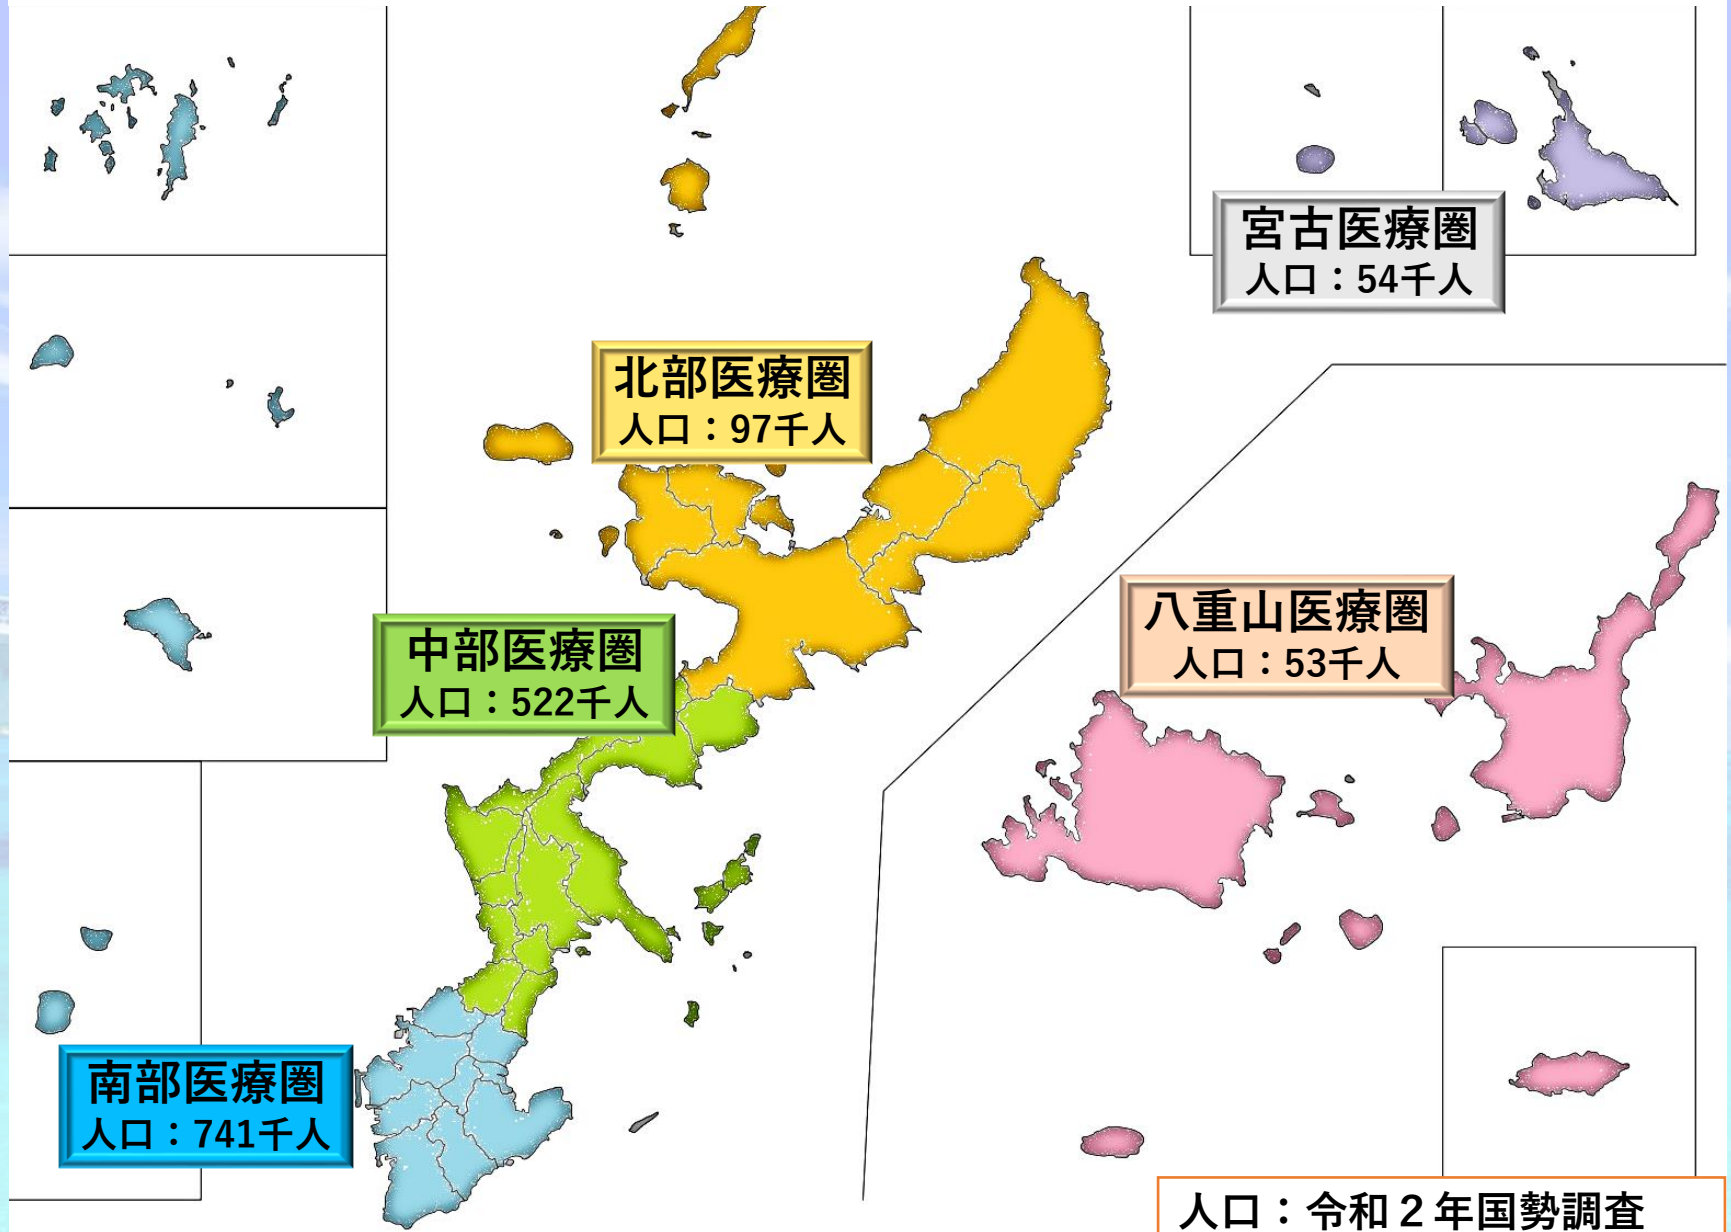 宮古医療圏
人口：54千人
北部医療圏
人口：97千人
八重山医療圏
人口：53千人
中部医療圏
人口：522千人
南部医療圏
人口：741千人
人口：令和２年国勢調査